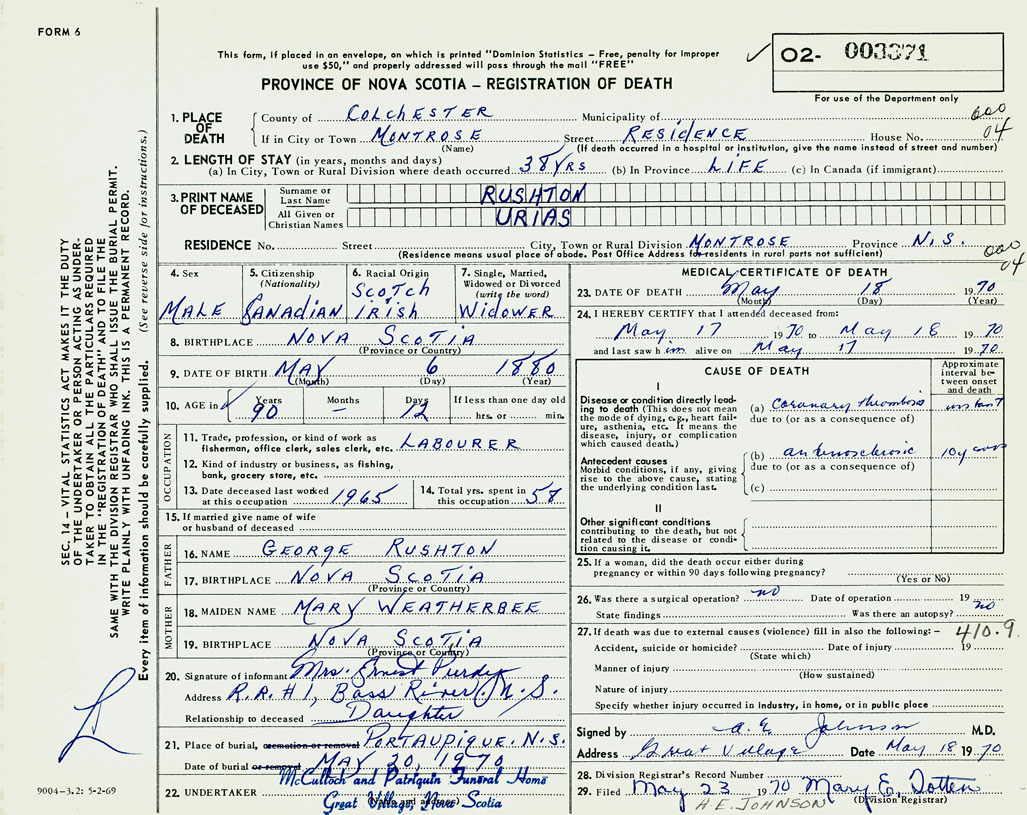 FORM 6
This form, if placed in an envelope, on which is printed "Dominion Statistics – Free, penalty for improper
use $50," and properly addressed will pass through the mail "FREE"
02- 003371
For use of the Department only
PROVINCE OF NOVA SCOTIA – REGISTRATION OF DEATH
1. PLACE OF DEATH
County of COLCHESTER Municipality of 000
If in City or Town MONTROSE Street RESIDENCE House No. 04
(Name) (If death occurred in a hospital or institution, give the name instead of street and number)
2. LENGTH OF STAY (in years, months and days)
(a) In City, Town or Rural Division where death occurred 38 YRS (b) In Province LIFE (c) In Canada (if immigrant)
3. PRINT NAME OF DECEASED
Surname or Last Name RUSHTON
All Given or Christian Names URIAS
RESIDENCE No. Street City, Town or Rural Division MONTROSE Province N.S. 000
(Residence means usual place of abode. Post Office Address for residents in rural parts not sufficient) 04
4. Sex
MALE
5. Citizenship
(Nationality)
CANADIAN
6. Racial Origin
SCOTCH
IRISH
7. Single, Married,
Widowed or Divorced
(write the word)
WIDOWER
8. BIRTHPLACE NOVA SCOTIA
(Province or Country)
9. DATE OF BIRTH MAY 6 1880
(Month) (Day) (Year)
10. AGE in Years Months Days If less than one day old
90 – 12 hrs. or min.
OCCUPATION
11. Trade, profession, or kind of work as
fisherman, office clerk, sales clerk, etc. LABOURER
12. Kind of industry or business, as fishing,
bank, grocery store, etc.
13. Date deceased last worked
at this occupation 1965
14. Total yrs. spent in
this occupation 58
15. If married give name of wife
or husband of deceased
FATHER
16. NAME GEORGE RUSHTON
17. BIRTHPLACE NOVA SCOTIA
(Province or Country)
MOTHER
18. MAIDEN NAME MARY WEATHERBEE
19. BIRTHPLACE NOVA SCOTIA
(Province or Country)
20. Signature of informant Mrs. Ernest Purdy
Address R.R.#1, Bass River, N.S.
Relationship to deceased Daughter
21. Place of burial, cremation or removal PORTAUPIQUE. N.S.
Date of burial or removal MAY 20, 1970
McCulloch and Patriquin Funeral Home
22. UNDERTAKER Great Village, Nova Scotia
(Name and address)
MEDICAL CERTIFICATE OF DEATH
23. DATE OF DEATH May 18 1970
(Month) (Day) (Year)
24. I HEREBY CERTIFY that I attended deceased from:
May 17 1970 to May 18 1970
and last saw him alive on May 17 1970
CAUSE OF DEATH
Approximate
interval be-
tween onset
and death
I
Disease or condition directly lead-
ing to death (This does not mean
the mode of dying, e.g., heart fail-
ure, asthenia, etc. It means the
disease, injury, or complication
which caused death.)
(a) Coronary thrombosis instant
due to (or as a consequence of)
Antecedent causes
Morbid conditions, if any, giving
rise to the above cause, stating
the underlying condition last.
(b) 10 years
due to (or as a consequence of)
(c)
II
Other significant conditions
contributing to the death, but not
related to the disease or condi-
tion causing it.
25. If a woman, did the death occur either during
pregnancy or within 90 days following pregnancy?
(Yes or No)
26. Was there a surgical operation? no Date of operation 19
State findings Was there an autopsy? no
27. If death was due to external causes (violence) fill in also the following:– 410.9
Accident, suicide or homicide? Date of injury 19
(State which)
Manner of injury
(How sustained)
Nature of injury
Specify whether injury occurred in industry, in home, or in public place
Signed by A. E. Johnson M.D.
Address Great Village Date May 18 1970
28. Division Registrar's Record Number
29. Filed May 23 1970 Mary E. Totten
A.E. JOHNSON (Division Registrar)
SEC. 14 – VITAL STATISTICS ACT MAKES IT THE DUTY
OF THE UNDERTAKER OR PERSON ACTING AS UNDER-
TAKER TO OBTAIN ALL THE PARTICULARS REQUIRED
IN THE "REGISTRATION OF DEATH" AND TO FILE THE
SAME WITH THE DIVISION REGISTRAR WHO SHALL ISSUE THE BURIAL PERMIT.
WRITE PLAINLY WITH UNFADING INK. THIS IS A PERMANENT RECORD.
Every item of information should be carefully supplied. (See reverse side for instructions.)
9004–3.2: 5-2-69